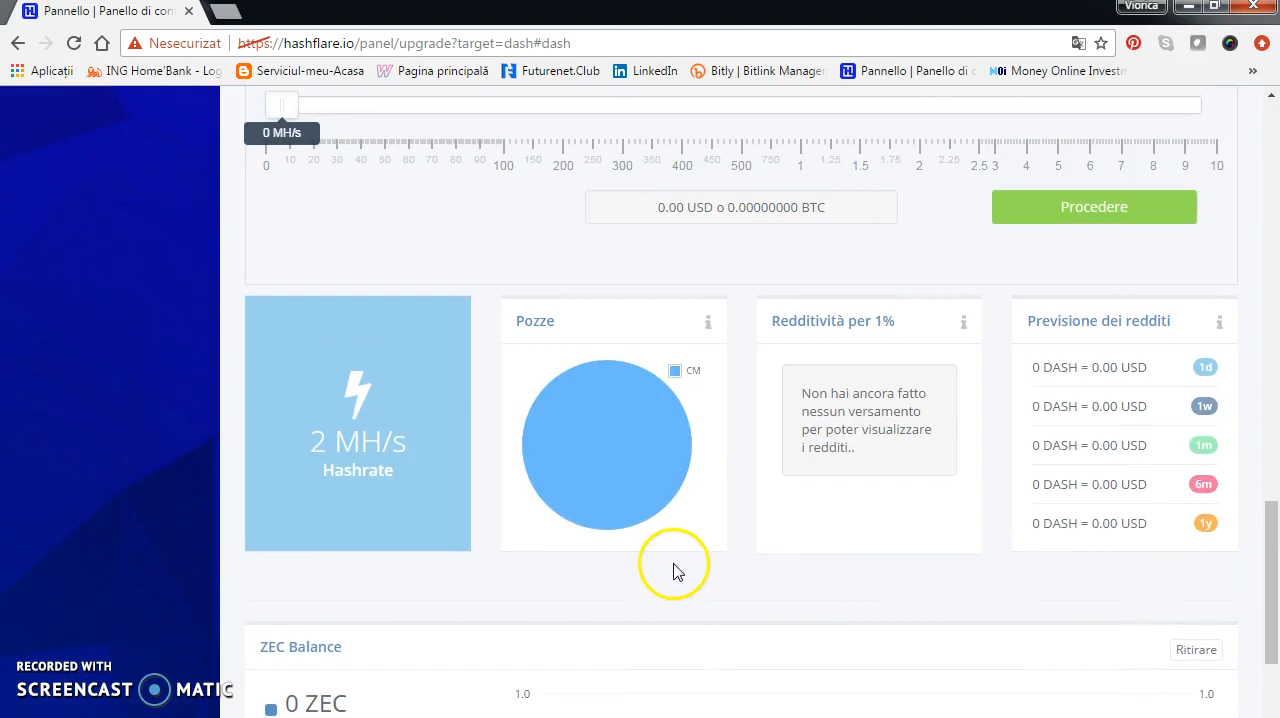 Pannello | Panello di con
Viorica
Nesecurizat
https://hashflare.io/panel/upgrade?target=dash#dash
Aplicații
ING Home'Bank - Log
Serviciul-meu-Acasa
Pagina principală
Futurenet.Club
LinkedIn
Bitly | Bitlink Manager
Pannello | Panello di c
Money Online Investm
»
0 MH/s
0 10 20 30 40 50 60 70 80 90 100 150 200 250 300 350 400 450 500 750 1 1.25 1.5 1.75 2 2.25 2.5 3 4 5 6 7 8 9 10
0.00 USD o 0.00000000 BTC
Procedere
2 MH/s
Hashrate
Pozze
CM
Redditività per 1%
Non hai ancora fatto
nessun versamento
per poter visualizzare
i redditi..
Previsione dei redditi
0 DASH = 0.00 USD 1d
0 DASH = 0.00 USD 1w
0 DASH = 0.00 USD 1m
0 DASH = 0.00 USD 6m
0 DASH = 0.00 USD 1y
ZEC Balance
Ritirare
0 ZEC
1.0
1.0
RECORDED WITH
SCREENCAST MATIC